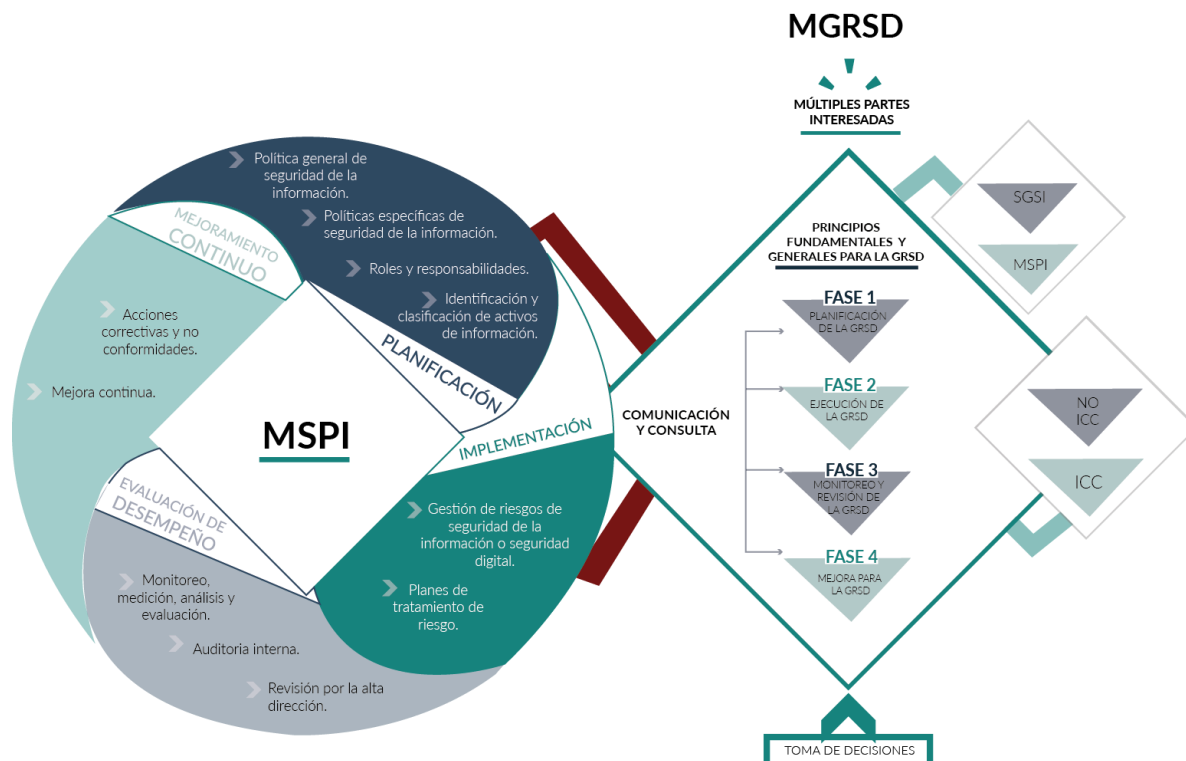 MGRSD
MÚLTIPLES PARTES
INTERESADAS
Política general de
seguridad de la
información.
Políticas específicas de
seguridad de la información.
Roles y responsabilidades.
Identificación y
clasificación de activos
de información.
PLANIFICACIÓN
MEJORAMIENTO
CONTINUO
Acciones
correctivas y no
conformidades.
Mejora continua.
MSPI
IMPLEMENTACIÓN
Gestión de riesgos de
seguridad de la
información o seguridad
digital.
Planes de
tratamiento de
riesgo.
EVALUACIÓN DE
DESEMPEÑO
Monitoreo,
medición, análisis y
evaluación.
Auditoria interna.
Revisión por la alta
dirección.
COMUNICACIÓN
Y CONSULTA
PRINCIPIOS
FUNDAMENTALES Y
GENERALES PARA LA GRSD
FASE 1
PLANIFICACIÓN
DE LA GRSD
FASE 2
EJECUCIÓN DE
LA GRSD
FASE 3
MONITOREO Y
REVISIÓN DE
LA GRSD
FASE 4
MEJORA PARA
LA GRSD
SGSI
MSPI
NO
ICC
ICC
TOMA DE DECISIONES